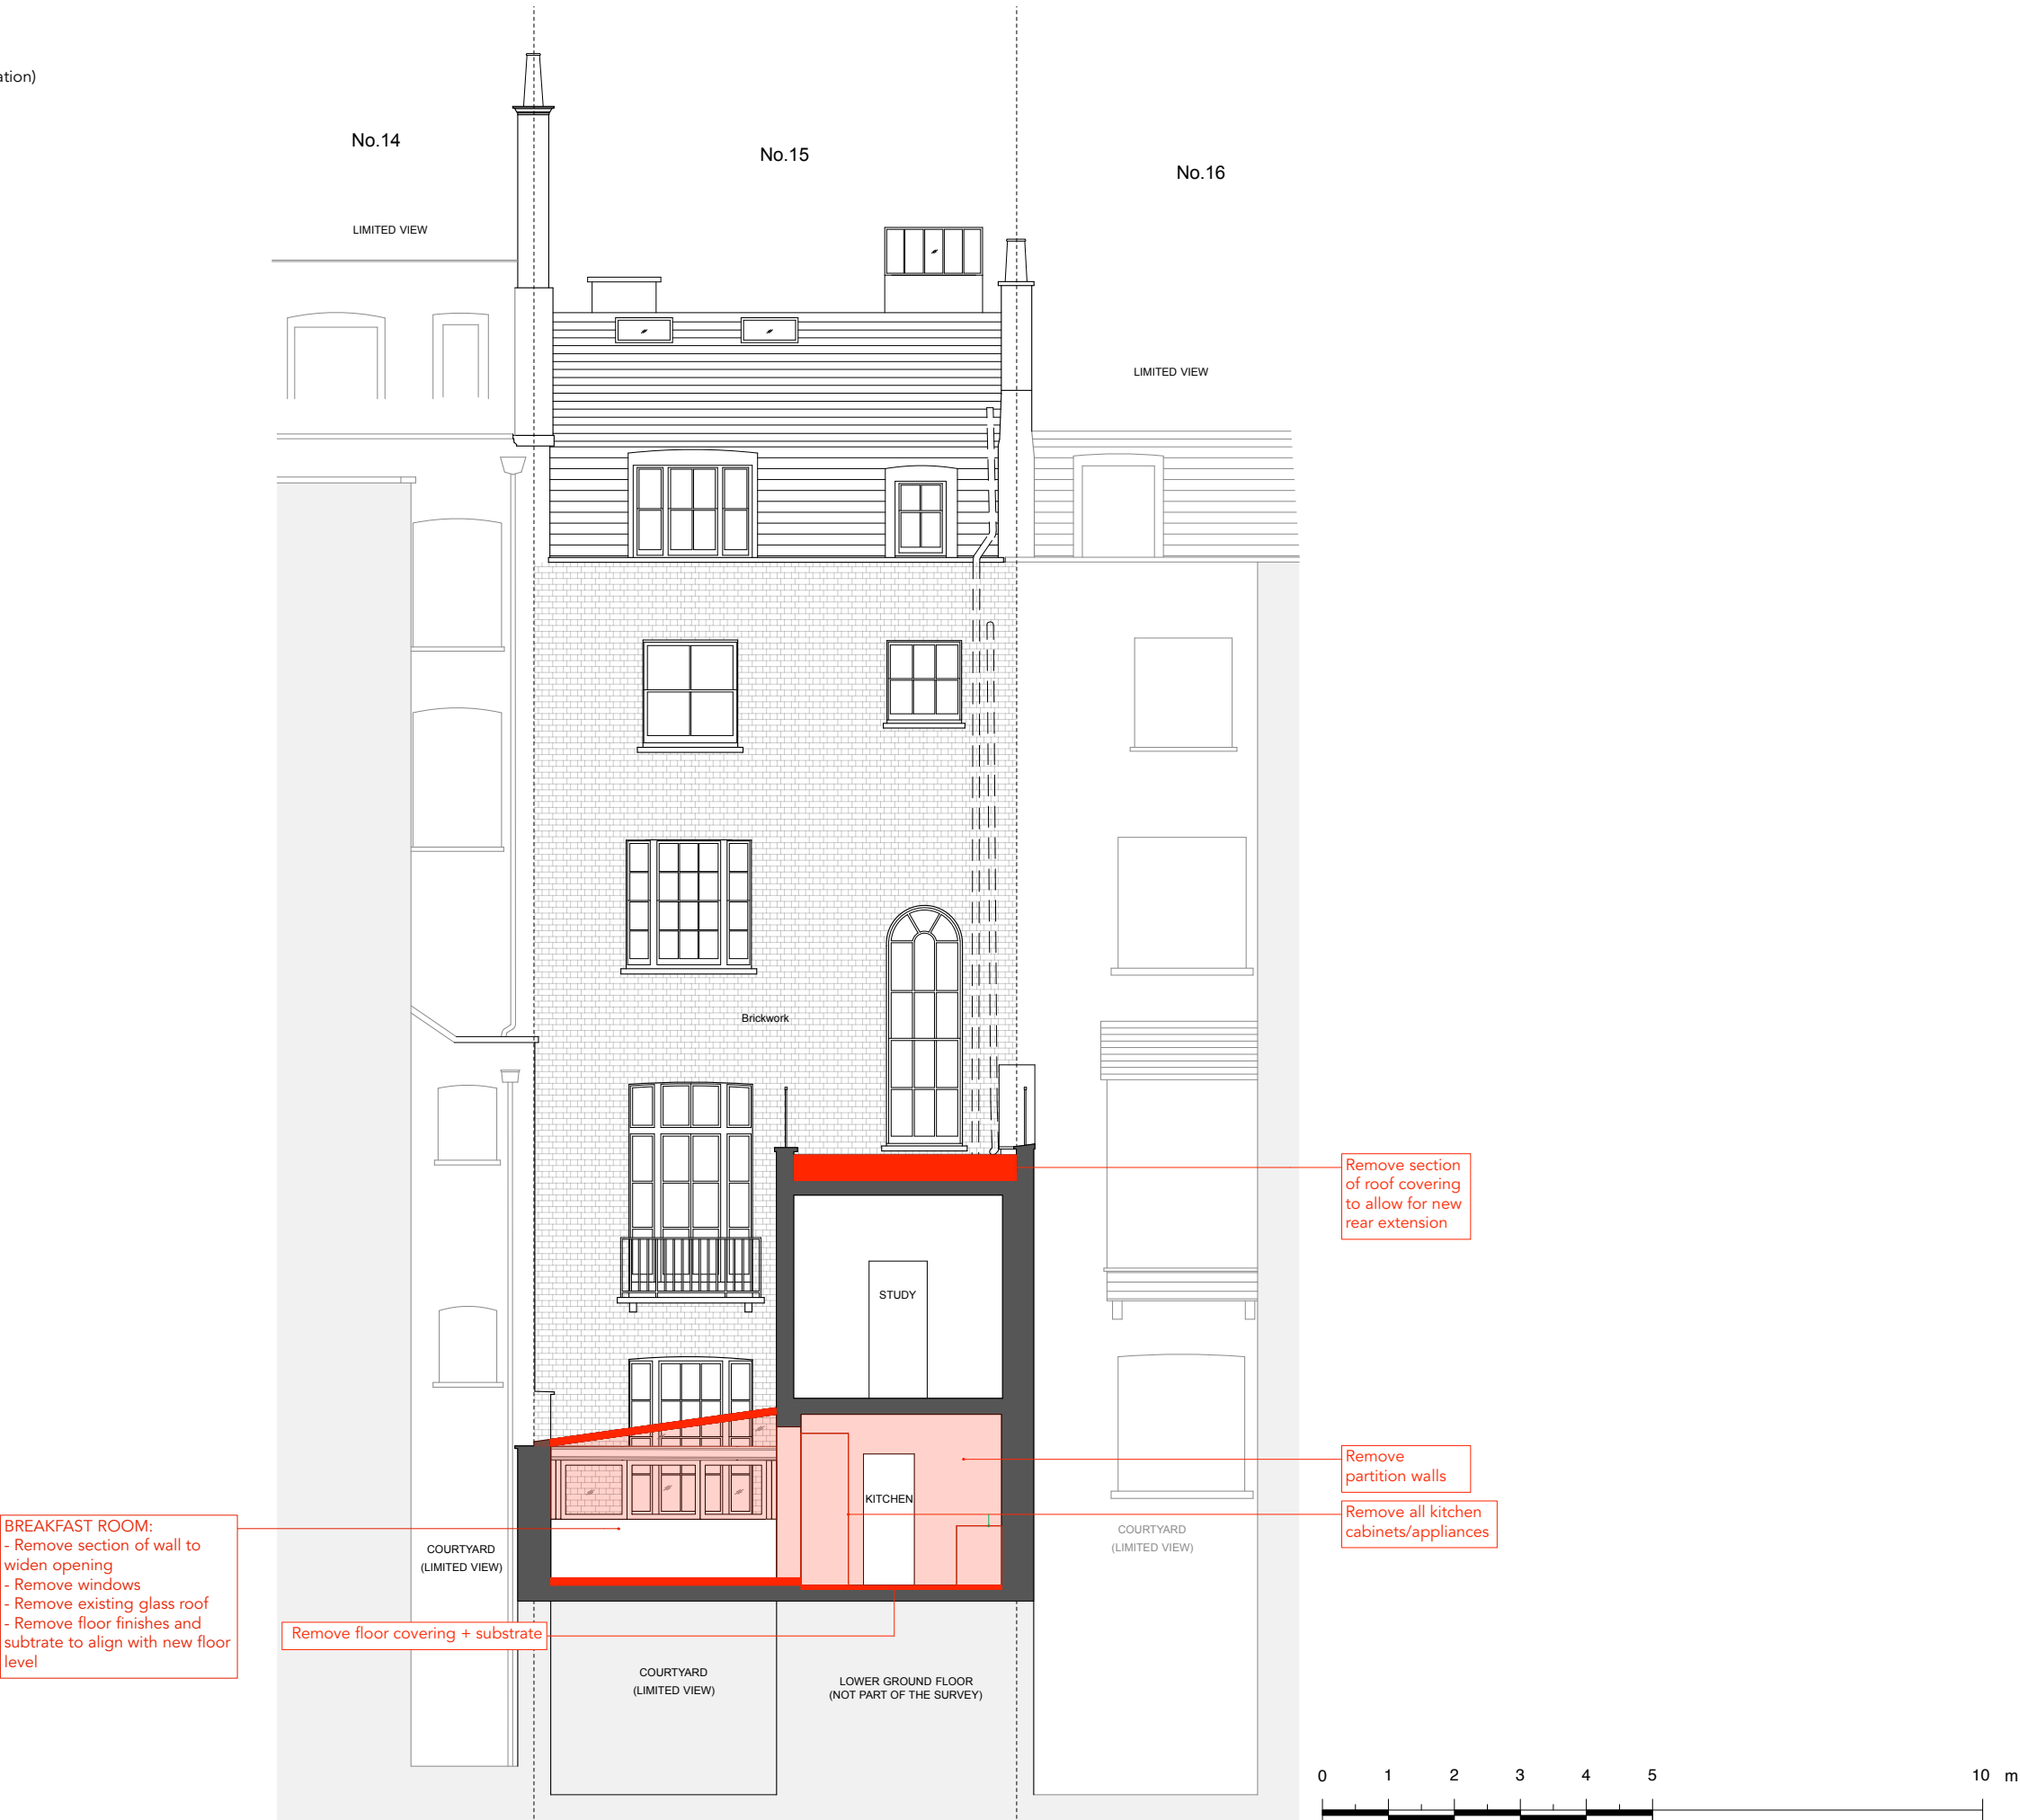 ation)
No.14
No.15
No.16
LIMITED VIEW
LIMITED VIEW
Brickwork
Remove section
of roof covering
to allow for new
rear extension
STUDY
Remove
partition walls
KITCHEN
Remove all kitchen
cabinets/appliances
BREAKFAST ROOM:
- Remove section of wall to
widen opening
- Remove windows
- Remove existing glass roof
- Remove floor finishes and
subtrate to align with new floor
level
COURTYARD
(LIMITED VIEW)
COURTYARD
(LIMITED VIEW)
Remove floor covering + substrate
COURTYARD
(LIMITED VIEW)
LOWER GROUND FLOOR
(NOT PART OF THE SURVEY)
0 1 2 3 4 5 10 m